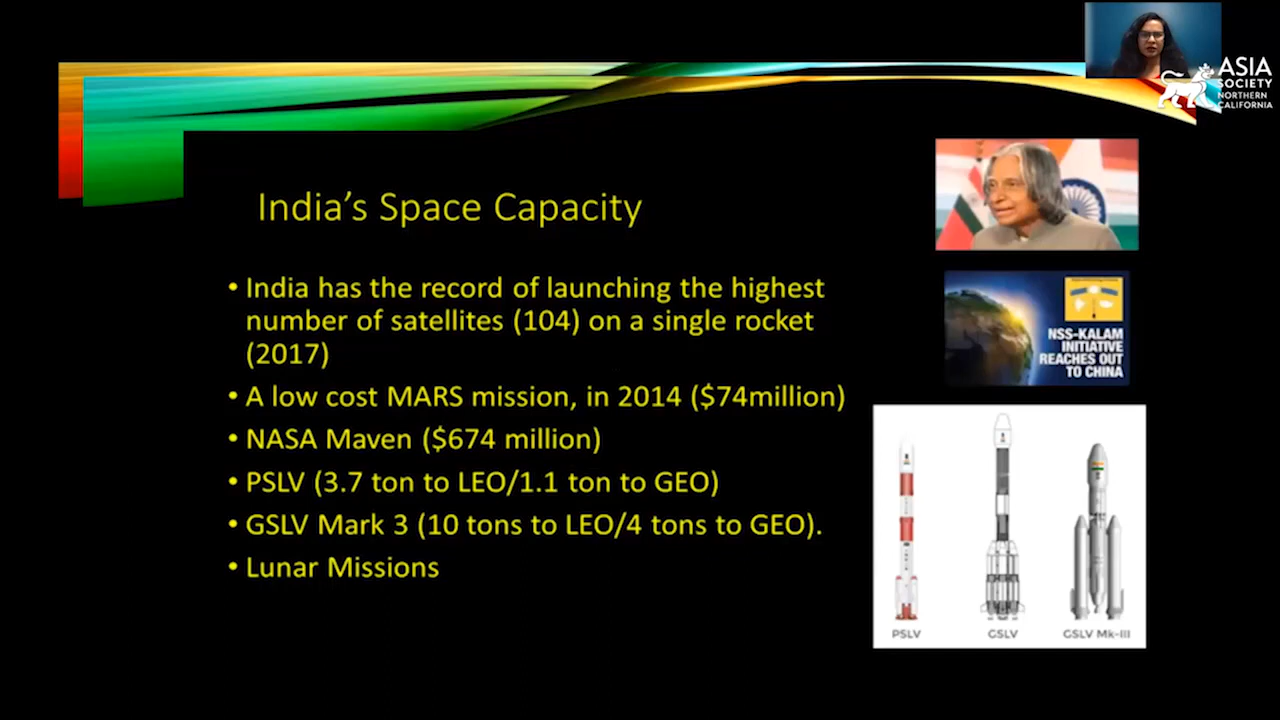 ASIA
SOCIETY
NORTHERN
CALIFORNIA
India's Space Capacity
• India has the record of launching the highest
number of satellites (104) on a single rocket
(2017)
• A low cost MARS mission, in 2014 ($74million)
• NASA Maven ($674 million)
• PSLV (3.7 ton to LEO/1.1 ton to GEO)
• GSLV Mark 3 (10 tons to LEO/4 tons to GEO).
• Lunar Missions
NSS-KALAM
INITIATIVE
REACHES OUT
TO CHINA
PSLV
GSLV
GSLV Mk-III